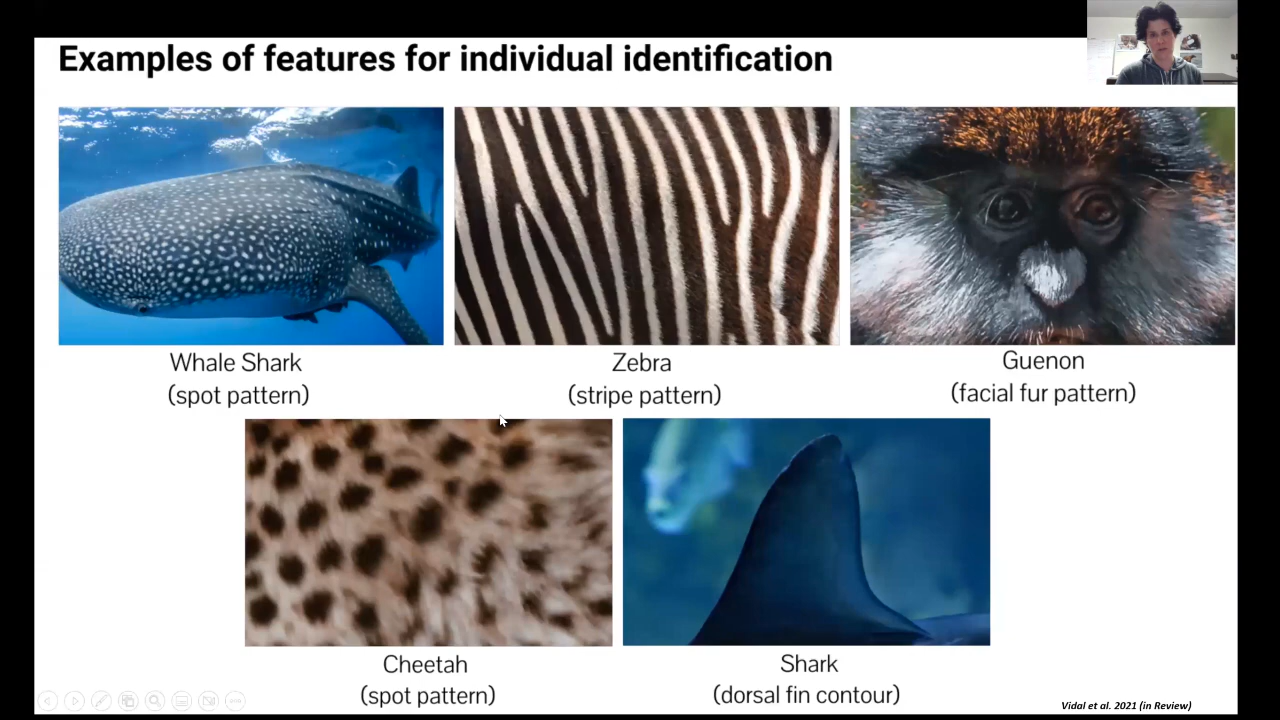 Examples of features for individual identification
Whale Shark
(spot pattern)
Zebra
(stripe pattern)
Guenon
(facial fur pattern)
Cheetah
(spot pattern)
Shark
(dorsal fin contour)
Vidal et al. 2021 (in Review)